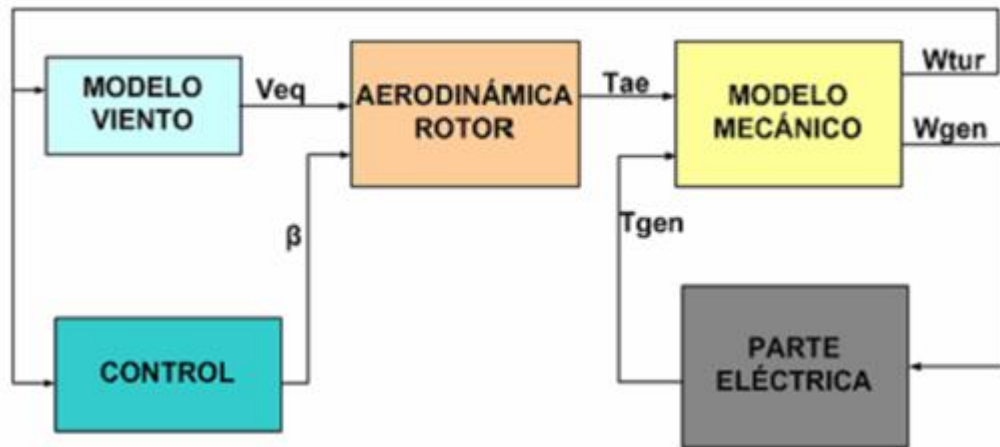 MODELO
VIENTO
Veq
AERODINÁMICA
ROTOR
Tae
MODELO
MECÁNICO
Wtur
Wgen
β
Tgen
CONTROL
PARTE
ELÉCTRICA